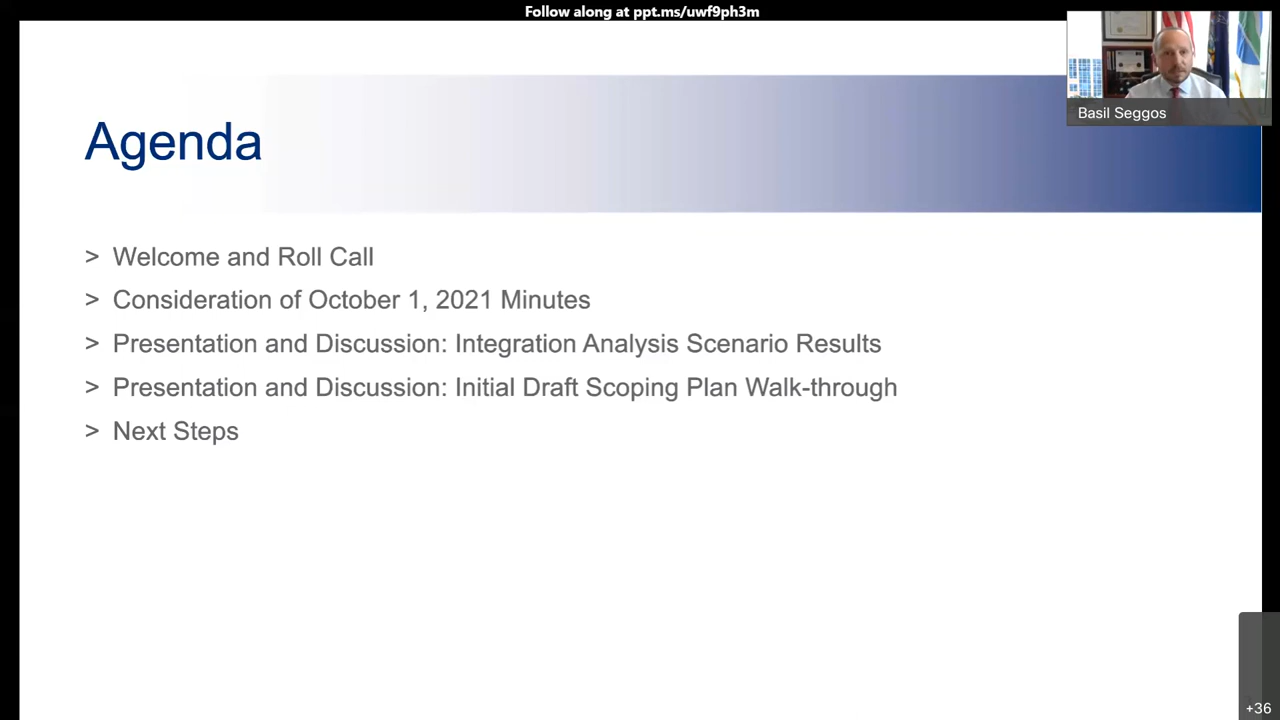 Follow along at ppt.ms/uwf9ph3m
Basil Seggos
Agenda
> Welcome and Roll Call
> Consideration of October 1, 2021 Minutes
> Presentation and Discussion: Integration Analysis Scenario Results
> Presentation and Discussion: Initial Draft Scoping Plan Walk-through
> Next Steps
+36